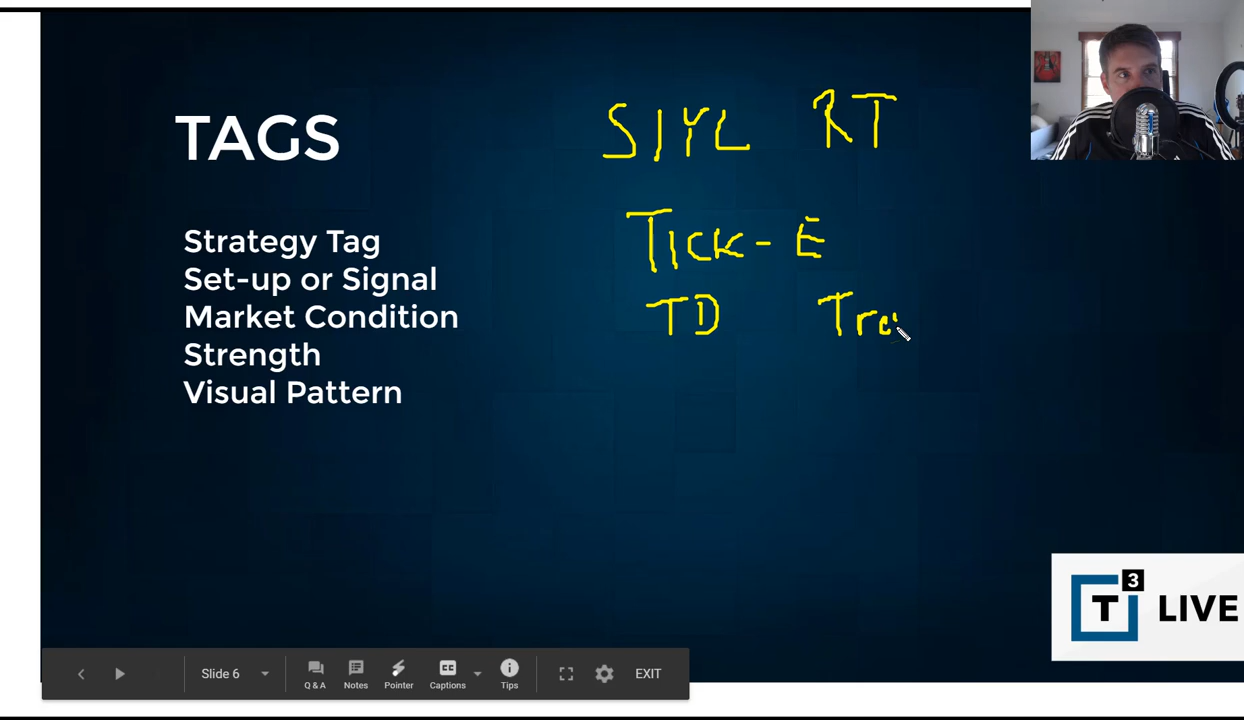 TAGS
Strategy Tag
Set-up or Signal
Market Condition
Strength
Visual Pattern
SIYL RT
TICK - E
TD
T3 LIVE
Slide 6
Q & A
Notes
Pointer
CC
Captions
Tips
EXIT